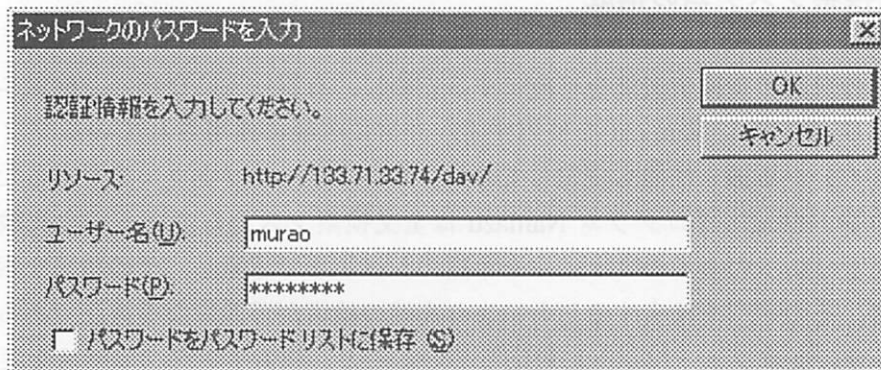 ネットワークのパスワードを入力
認証情報を入力してください。
OK
キャンセル
リソース: http://133.71.33.74/dav/
ユーザー名(U): murao
パスワード(P): ********
パスワードをパスワード リストに保存 (S)